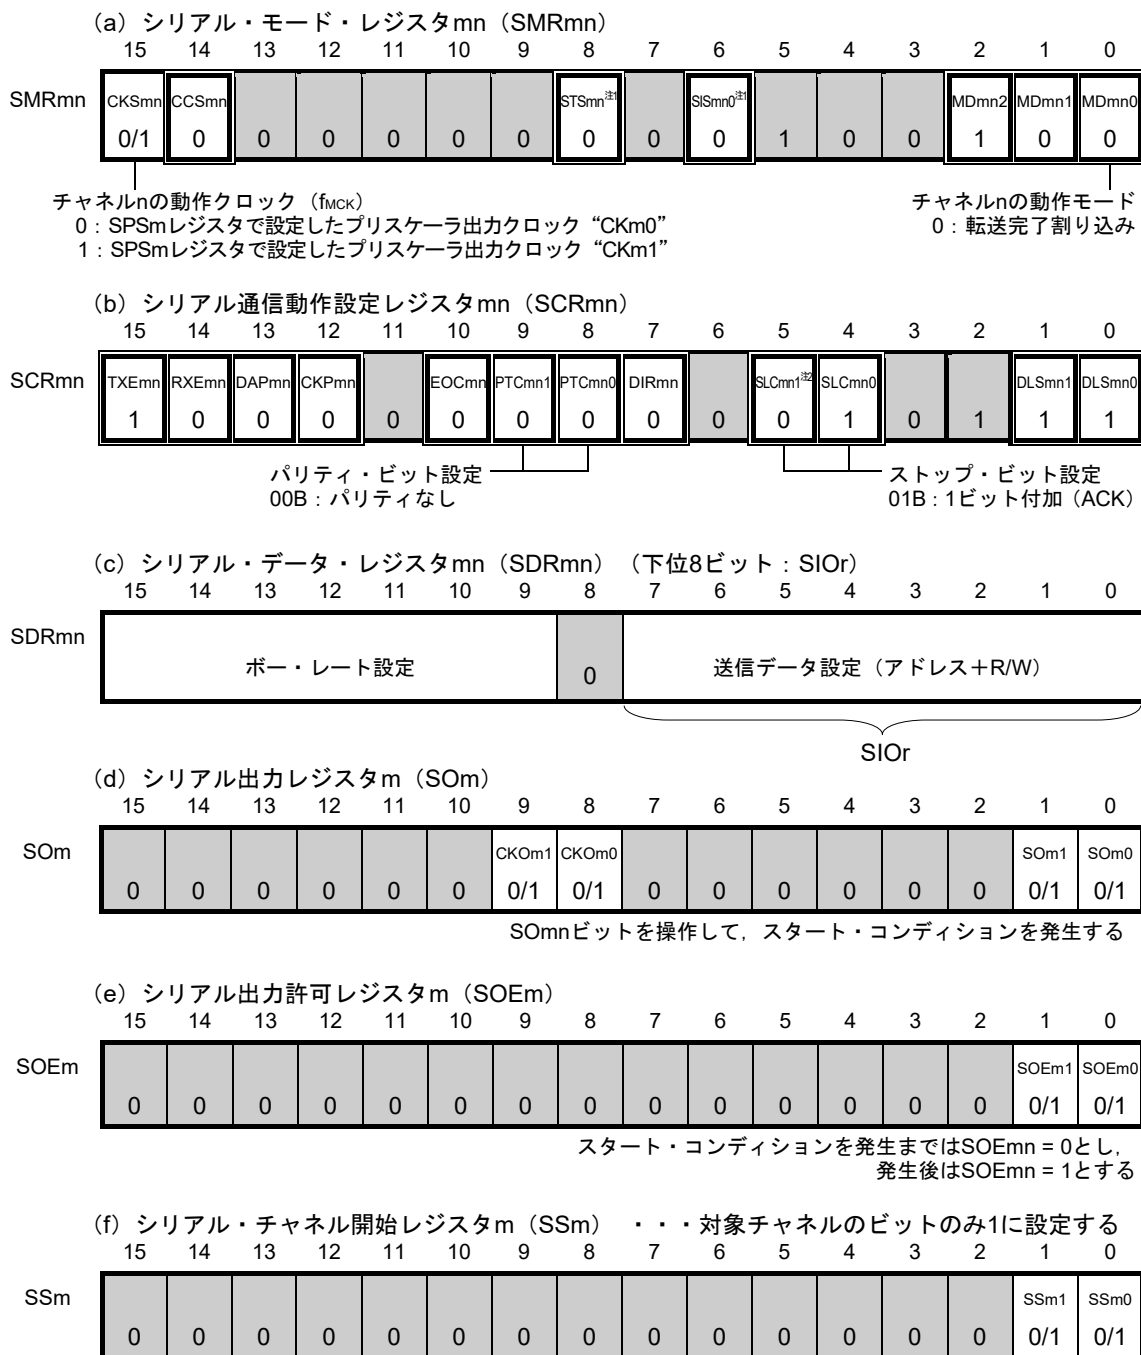 (a) シリアル・モード・レジスタmn（SMRmn）
15 14 13 12 11 10 9 8 7 6 5 4 3 2 1 0
SMRmn CKSmn CCSmn STSmn注1 SISmn0注1 MDmn2 MDmn1 MDmn0
0/1 0 0 0 0 0 0 0 0 0 1 0 0 1 0 0
チャネルnの動作クロック（fMCK） チャネルnの動作モード
0：SPSmレジスタで設定したプリスケーラ出力クロック“CKm0” 0：転送完了割り込み
1：SPSmレジスタで設定したプリスケーラ出力クロック“CKm1”
(b) シリアル通信動作設定レジスタmn（SCRmn）
15 14 13 12 11 10 9 8 7 6 5 4 3 2 1 0
SCRmn TXEmn RXEmn DAPmn CKPmn EOCmn PTCmn1 PTCmn0 DIRmn SLCmn1注2 SLCmn0 DLSmn1 DLSmn0
1 0 0 0 0 0 0 0 0 0 0 1 0 1 1 1
パリティ・ビット設定 ストップ・ビット設定
00B：パリティなし 01B：1ビット付加（ACK）
(c) シリアル・データ・レジスタmn（SDRmn）（下位8ビット：SIOr）
15 14 13 12 11 10 9 8 7 6 5 4 3 2 1 0
SDRmn ボー・レート設定 0 送信データ設定（アドレス＋R/W）
SIOr
(d) シリアル出力レジスタm（SOm）
15 14 13 12 11 10 9 8 7 6 5 4 3 2 1 0
SOm CKOm1 CKOm0 SOm1 SOm0
0 0 0 0 0 0 0/1 0/1 0 0 0 0 0 0 0/1 0/1
SOmnビットを操作して，スタート・コンディションを発生する
(e) シリアル出力許可レジスタm（SOEm）
15 14 13 12 11 10 9 8 7 6 5 4 3 2 1 0
SOEm SOEm1 SOEm0
0 0 0 0 0 0 0 0 0 0 0 0 0 0 0/1 0/1
スタート・コンディションを発生まではSOEmn = 0とし，
発生後はSOEmn = 1とする
(f) シリアル・チャネル開始レジスタm（SSm） ・・・対象チャネルのビットのみ1に設定する
15 14 13 12 11 10 9 8 7 6 5 4 3 2 1 0
SSm SSm1 SSm0
0 0 0 0 0 0 0 0 0 0 0 0 0 0 0/1 0/1